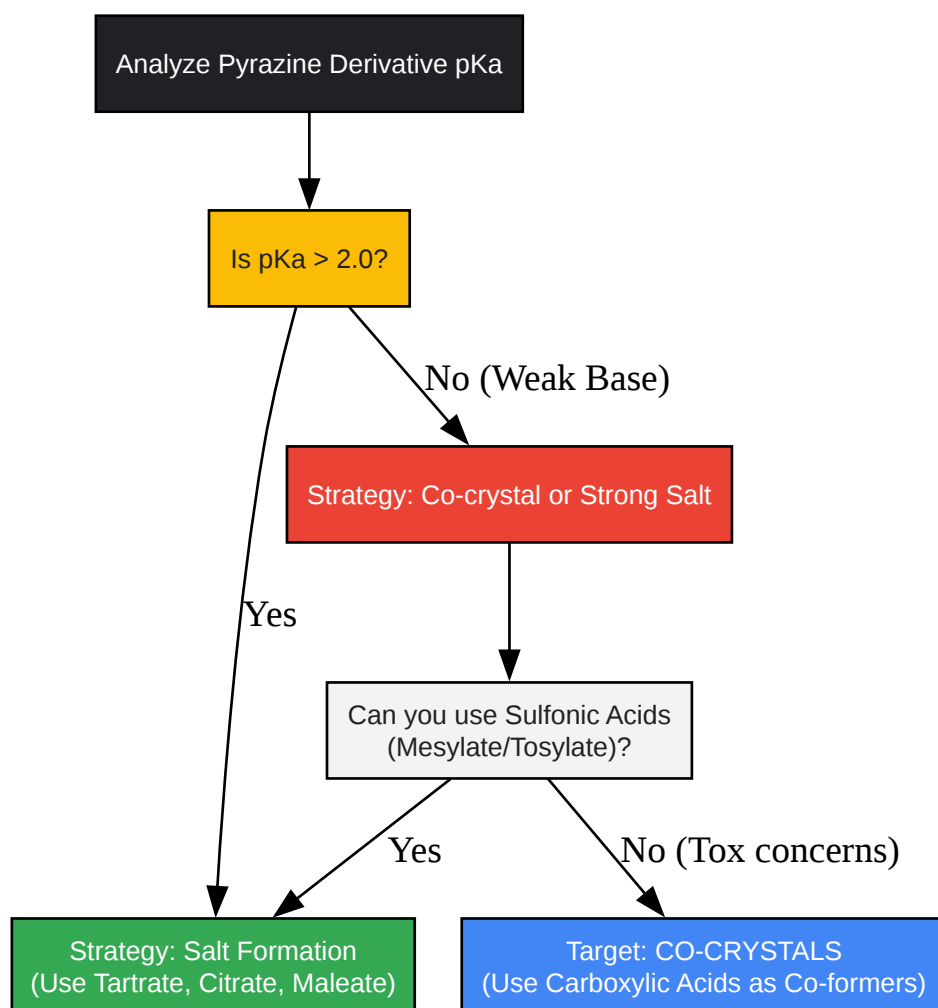 Analyze Pyrazine Derivative pKa
Is pKa > 2.0?
No (Weak Base)
Strategy: Co-crystal or Strong Salt
Yes
Can you use Sulfonic Acids
(Mesylate/Tosylate)?
Yes
No (Tox concerns)
Strategy: Salt Formation
(Use Tartrate, Citrate, Maleate)
Target: CO-CRYSTALS
(Use Carboxylic Acids as Co-formers)